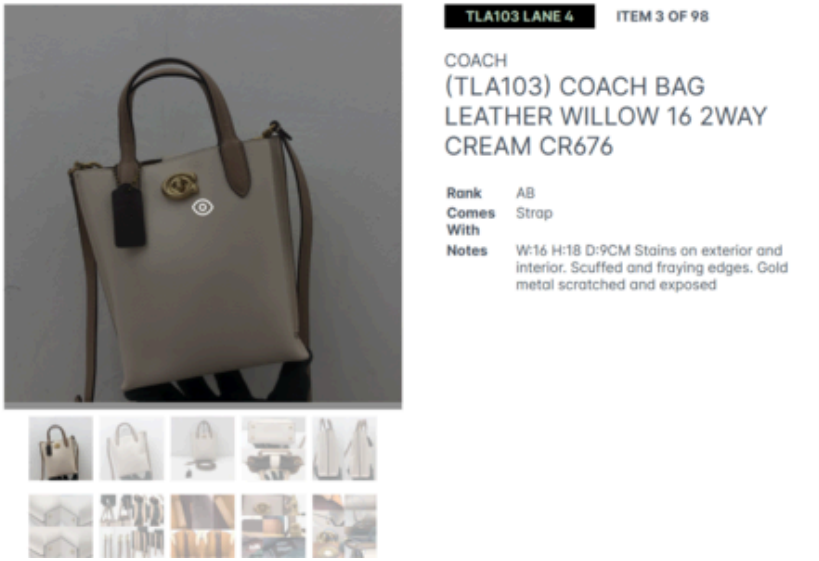 TLA103 LANE 4
ITEM 3 OF 98
COACH
(TLA103) COACH BAG
LEATHER WILLOW 16 2WAY
CREAM CR676
Rank AB
Comes With Strap
Notes W:16 H:18 D:9CM Stains on exterior and
interior. Scuffed and fraying edges. Gold
metal scratched and exposed